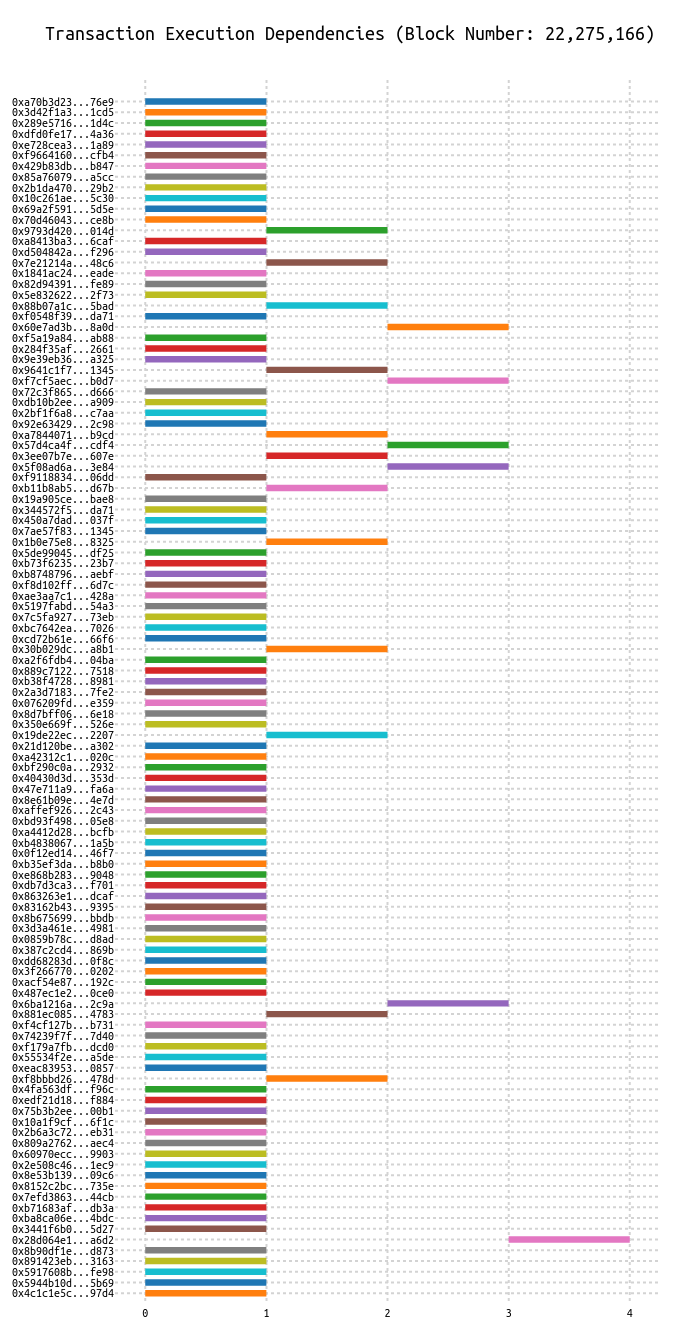 Transaction Execution Dependencies (Block Number: 22,275,166)
0xa70b3d23...76e9
0x3d42f1a3...1cd5
0x289e5716...1d4c
0xdfd0fe17...4a36
0xe728cea3...1a89
0xf9664160...cfb4
0x429b83db...b847
0x85a76079...a5cc
0x2b1da470...29b2
0x10c261ae...5c30
0x69a2f591...5d5e
0x70d46043...ce8b
0x9793d420...014d
0xa8413ba3...6caf
0xd504842a...f296
0x7e21214a...48c6
0x1841ac24...eade
0x82d94391...fe89
0x5e832622...2f73
0x88b07a1c...5bad
0xf0548f39...da71
0x60e7ad3b...8a0d
0xf5a19a84...ab88
0x284f35af...2661
0x9e39eb36...a325
0x9641c1f7...1345
0xf7cf5aec...b0d7
0x72c3f865...d666
0xdb10b2ee...a909
0x2bf1f6a8...c7aa
0x92e63429...2c98
0xa7844071...b9cd
0x57d4ca4f...cdf4
0x3ee07b7e...607e
0x5f08ad6a...3e84
0xf9118834...06dd
0xb11b8ab5...d67b
0x19a905ce...bae8
0x344572f5...da71
0x450a7dad...037f
0x7ae57f83...1345
0x1b0e75e8...8325
0x5de99045...df25
0xb73f6235...23b7
0xb8748796...aebf
0xf8d102ff...6d7c
0xae3aa7c1...428a
0x5197fabd...54a3
0x7c5fa927...73eb
0xbc7642ea...7026
0xcd72b61e...66f6
0x30b029dc...a8b1
0xa2f6fdb4...04ba
0x889c7122...7518
0xb38f4728...8981
0x2a3d7183...7fe2
0x076209fd...e359
0x8d7bff06...6e18
0x350e669f...526e
0x19de22ec...2207
0x21d120be...a302
0xa42312c1...020c
0xbf290c0a...2932
0x40430d3d...353d
0x47e711a9...fa6a
0x8e61b09e...4e7d
0xaffef926...2c43
0xbd93f498...05e8
0xa4412d28...bcfb
0xb4838067...1a5b
0x0f12ed14...46f7
0xb35ef3da...b8b0
0xe868b283...9048
0xdb7d3ca3...f701
0x863263e1...dcaf
0x83162b43...9395
0x8b675699...bbdb
0x3d3a461e...4981
0x0859b78c...d8ad
0x387c2cd4...869b
0xdd68283d...0f8c
0x3f266770...0202
0xacf54e87...192c
0x487ec1e2...0ce0
0x6ba1216a...2c9a
0x881ec085...4783
0xf4cf127b...b731
0x74239f7f...7d40
0xf179a7fb...dcd0
0x55534f2e...a5de
0xeac83953...0857
0xf8bbbd26...478d
0x4fa563df...f96c
0xedf21d18...f884
0x75b3b2ee...00b1
0x10a1f9cf...6f1c
0x2b6a3c72...eb31
0x809a2762...aec4
0x60970ecc...9903
0x2e508c46...1ec9
0x8e53b139...09c6
0x8152c2bc...735e
0x7efd3863...44cb
0xb71683af...db3a
0xba8ca06e...4bdc
0x3441f6b0...5d27
0x28d064e1...a6d2
0x8b90df1e...d873
0x891423eb...3163
0x5917608b...fe98
0x5944b10d...5b69
0x4c1c1e5c...97d4
0 1 2 3 4